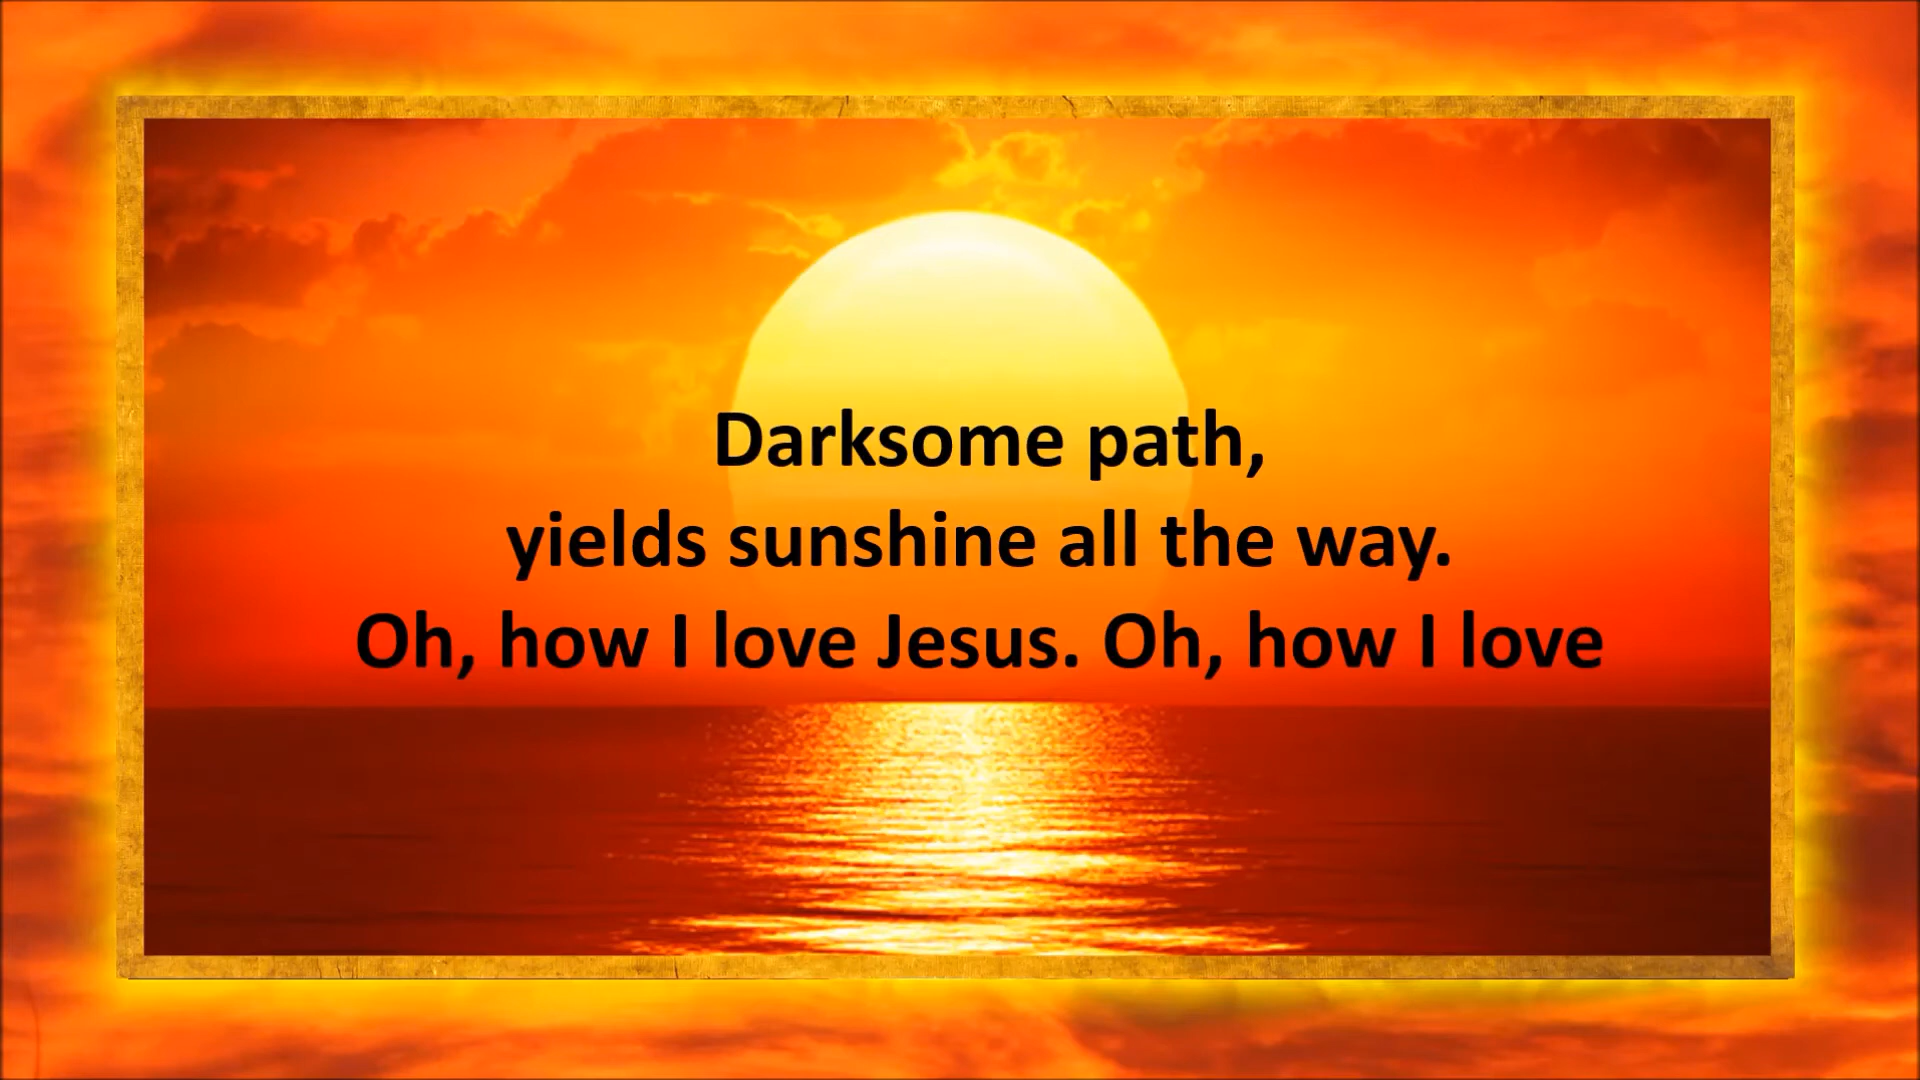 Darksome path,
yields sunshine all the way.
Oh, how I love Jesus. Oh, how I love